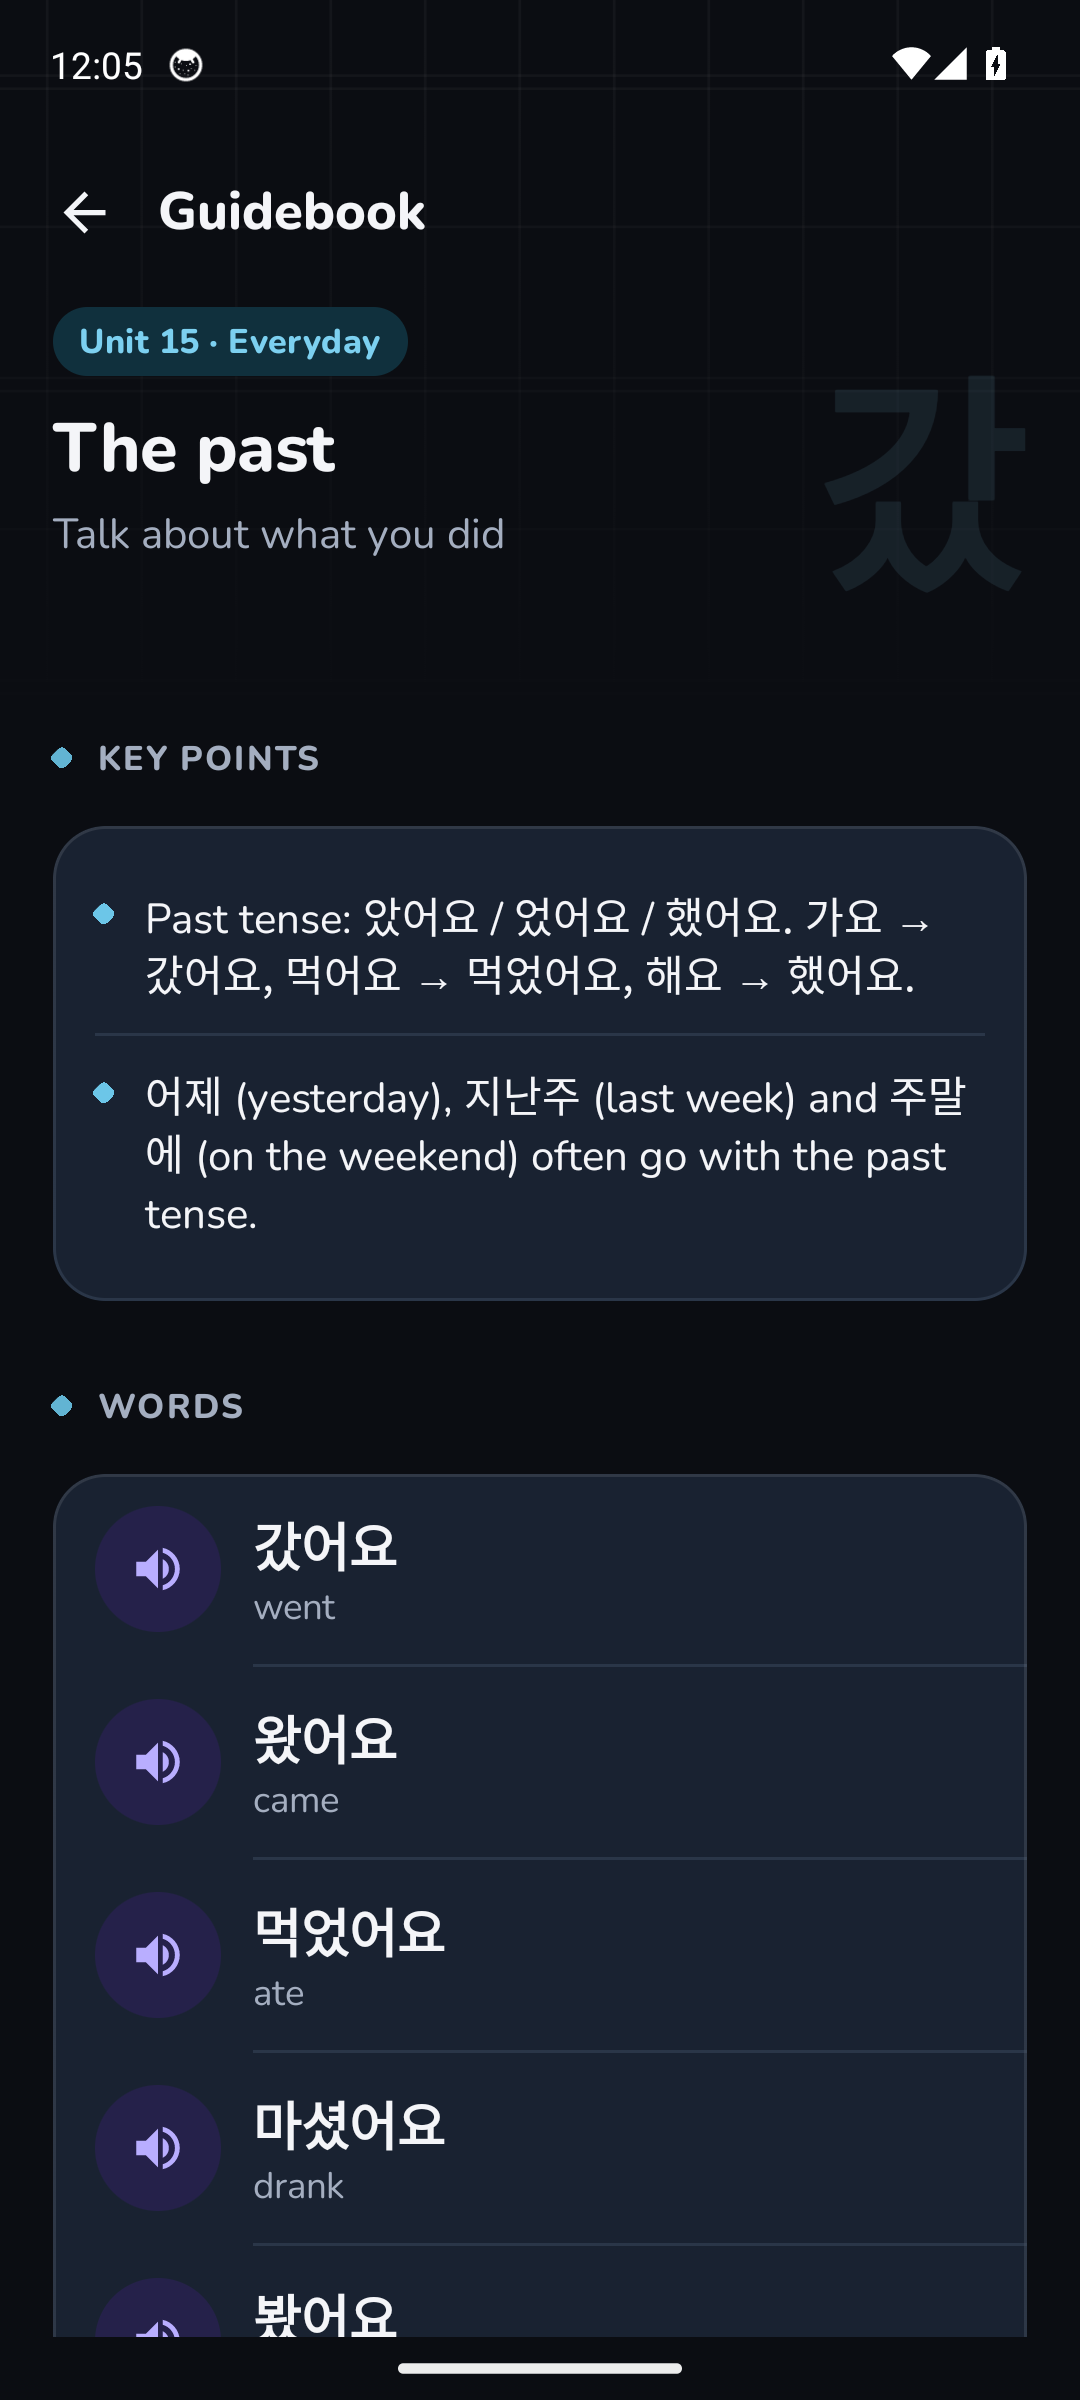 12:05
Guidebook
Unit 15 · Everyday
The past
Talk about what you did
갔
KEY POINTS
Past tense: 았어요 / 었어요 / 했어요. 가요 →
갔어요, 먹어요 → 먹었어요, 해요 → 했어요.
어제 (yesterday), 지난주 (last week) and 주말
에 (on the weekend) often go with the past
tense.
WORDS
갔어요
went
왔어요
came
먹었어요
ate
마셨어요
drank
봤어요